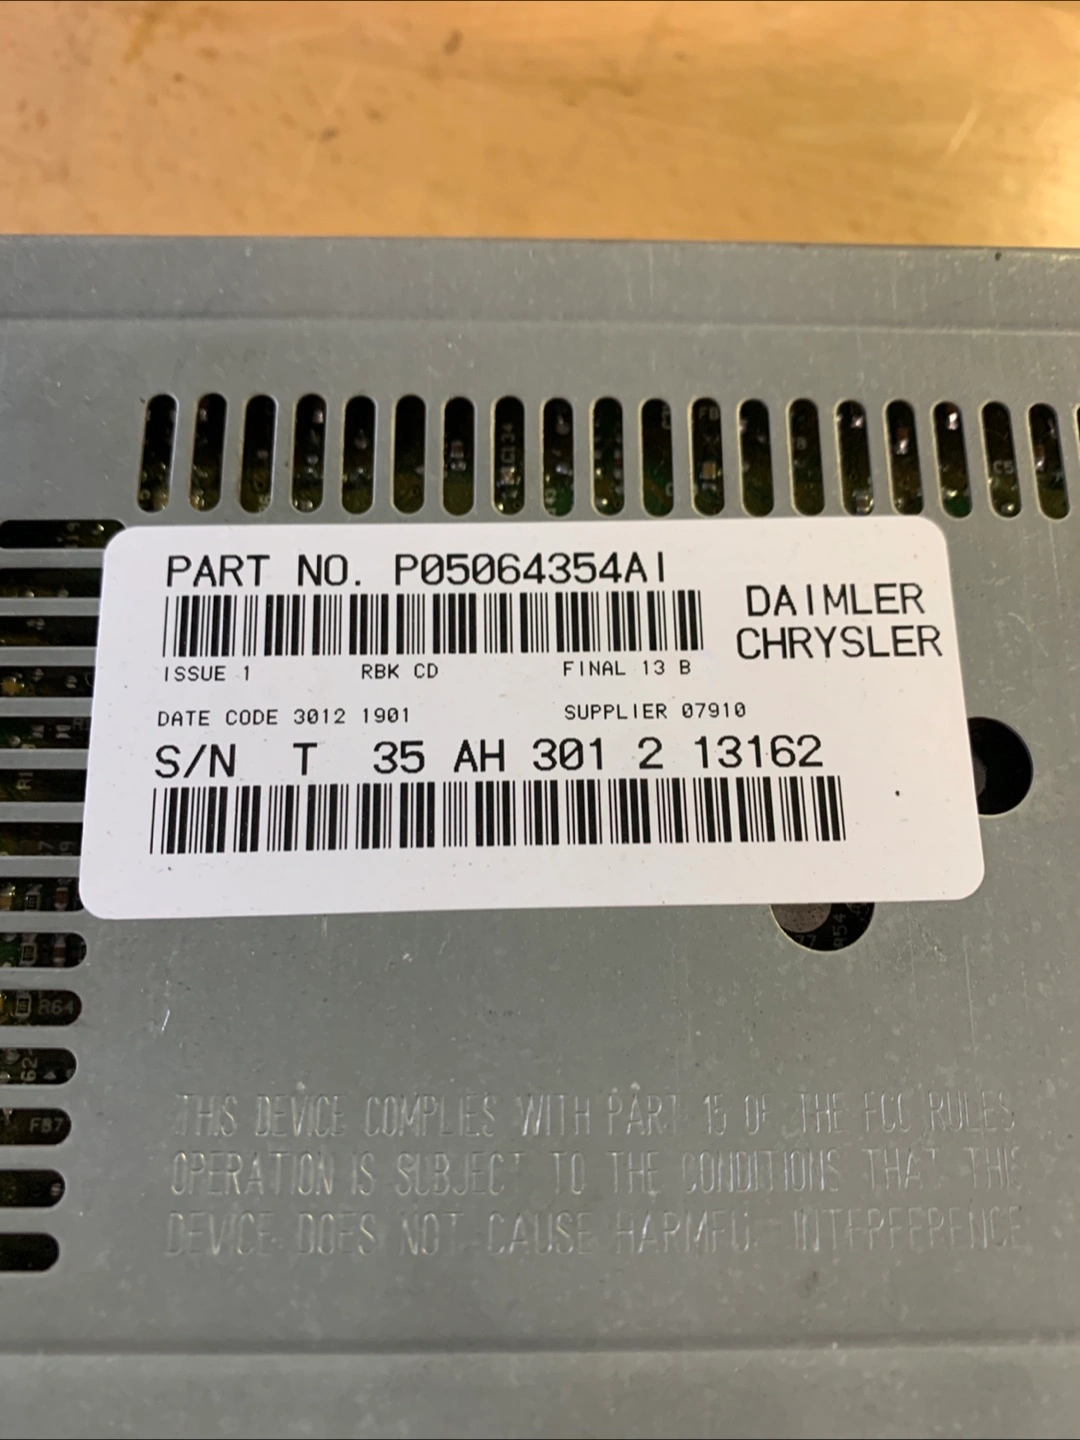 PART NO. P05064354AI
DAIMLER
CHRYSLER
ISSUE 1 RBK CD FINAL 13 B
DATE CODE 3012 1901 SUPPLIER 07910
S/N T 35 AH 301 2 13162
THIS DEVICE COMPLIES WITH PART 15 OF THE FCC RULES
OPERATION IS SUBJECT TO THE CONDITIONS THAT THIS
DEVICE DOES NOT CAUSE HARMFUL INTERFERENCE
R64
FB7